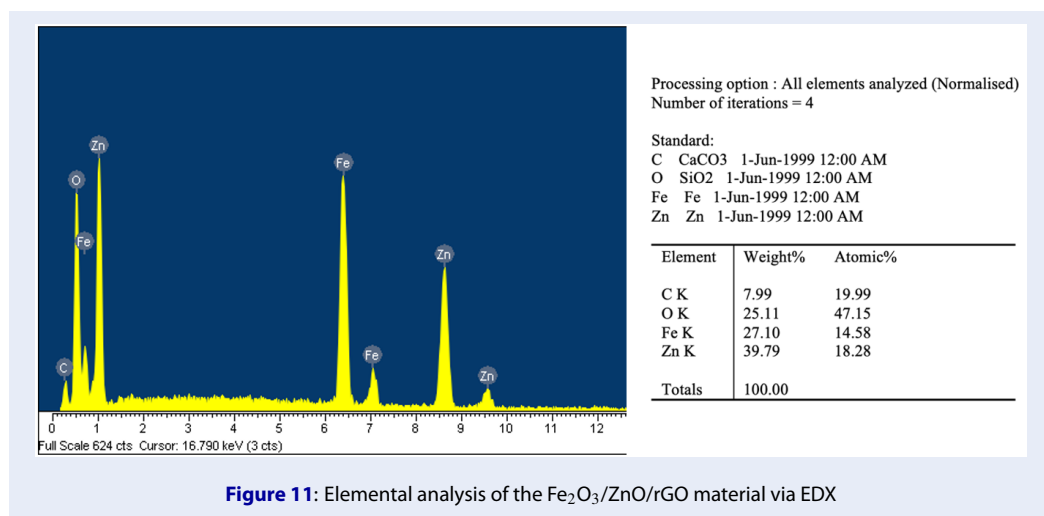 Zn
O
Fe
C
Fe
Fe
Zn
Zn
0 1 2 3 4 5 6 7 8 9 10 11 12
Full Scale 624 cts Cursor: 16.790 keV (3 cts)
Processing option : All elements analyzed (Normalised)
Number of iterations = 4
Standard:
C CaCO3 1-Jun-1999 12:00 AM
O SiO2 1-Jun-1999 12:00 AM
Fe Fe 1-Jun-1999 12:00 AM
Zn Zn 1-Jun-1999 12:00 AM
Element Weight% Atomic%
C K 7.99 19.99
O K 25.11 47.15
Fe K 27.10 14.58
Zn K 39.79 18.28
Totals 100.00
Figure 11: Elemental analysis of the Fe₂O₃/ZnO/rGO material via EDX